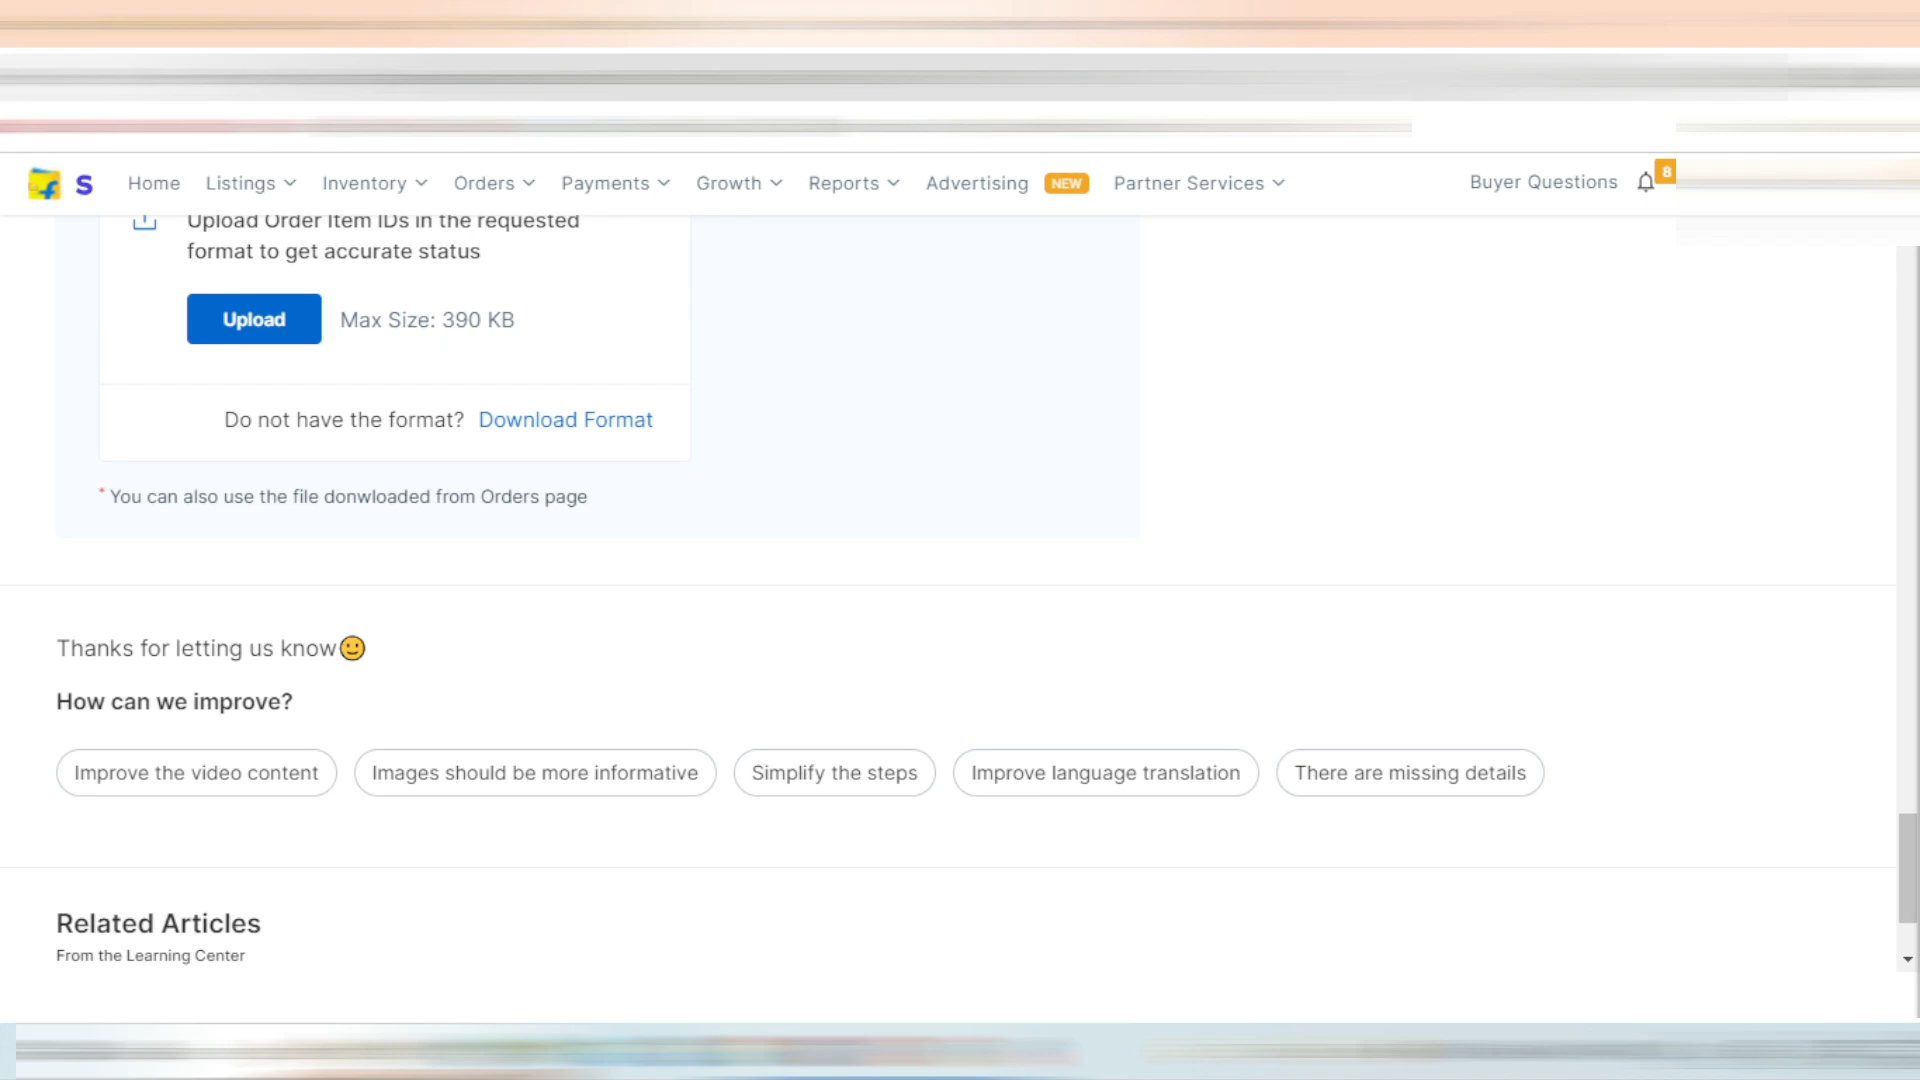 S Home Listings Inventory Orders Payments Growth Reports Advertising NEW Partner Services Buyer Questions 8
Upload Order Item IDs in the requested
format to get accurate status
Upload Max Size: 390 KB
Do not have the format? Download Format
* You can also use the file donwloaded from Orders page
Thanks for letting us know
How can we improve?
Improve the video content Images should be more informative Simplify the steps Improve language translation There are missing details
Related Articles
From the Learning Center